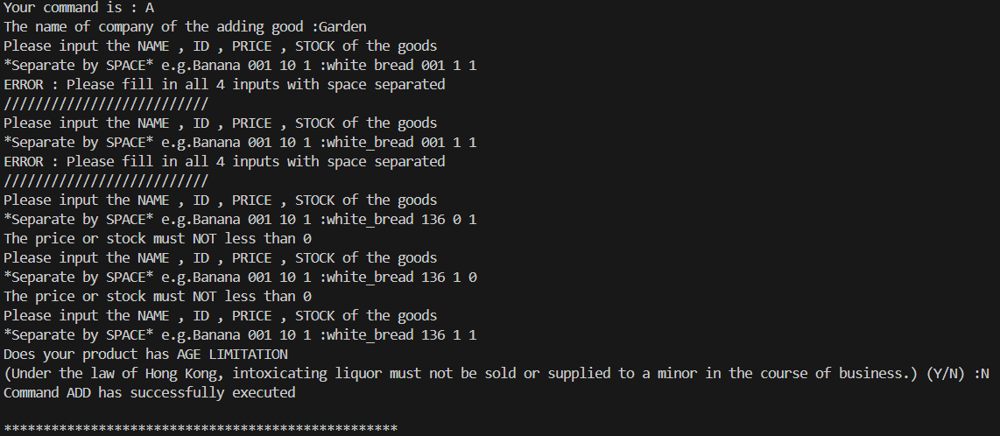 Your command is : A
The name of company of the adding good :Garden
Please input the NAME , ID , PRICE , STOCK of the goods
*Separate by SPACE* e.g.Banana 001 10 1 :white bread 001 1 1
ERROR : Please fill in all 4 inputs with space separated
//////////////////////////
Please input the NAME , ID , PRICE , STOCK of the goods
*Separate by SPACE* e.g.Banana 001 10 1 :white_bread 001 1 1
ERROR : Please fill in all 4 inputs with space separated
//////////////////////////
Please input the NAME , ID , PRICE , STOCK of the goods
*Separate by SPACE* e.g.Banana 001 10 1 :white_bread 136 0 1
The price or stock must NOT less than 0
Please input the NAME , ID , PRICE , STOCK of the goods
*Separate by SPACE* e.g.Banana 001 10 1 :white_bread 136 1 0
The price or stock must NOT less than 0
Please input the NAME , ID , PRICE , STOCK of the goods
*Separate by SPACE* e.g.Banana 001 10 1 :white_bread 136 1 1
Does your product has AGE LIMITATION
(Under the law of Hong Kong, intoxicating liquor must not be sold or supplied to a minor in the course of business.) (Y/N) :N
Command ADD has successfully executed
**************************************************